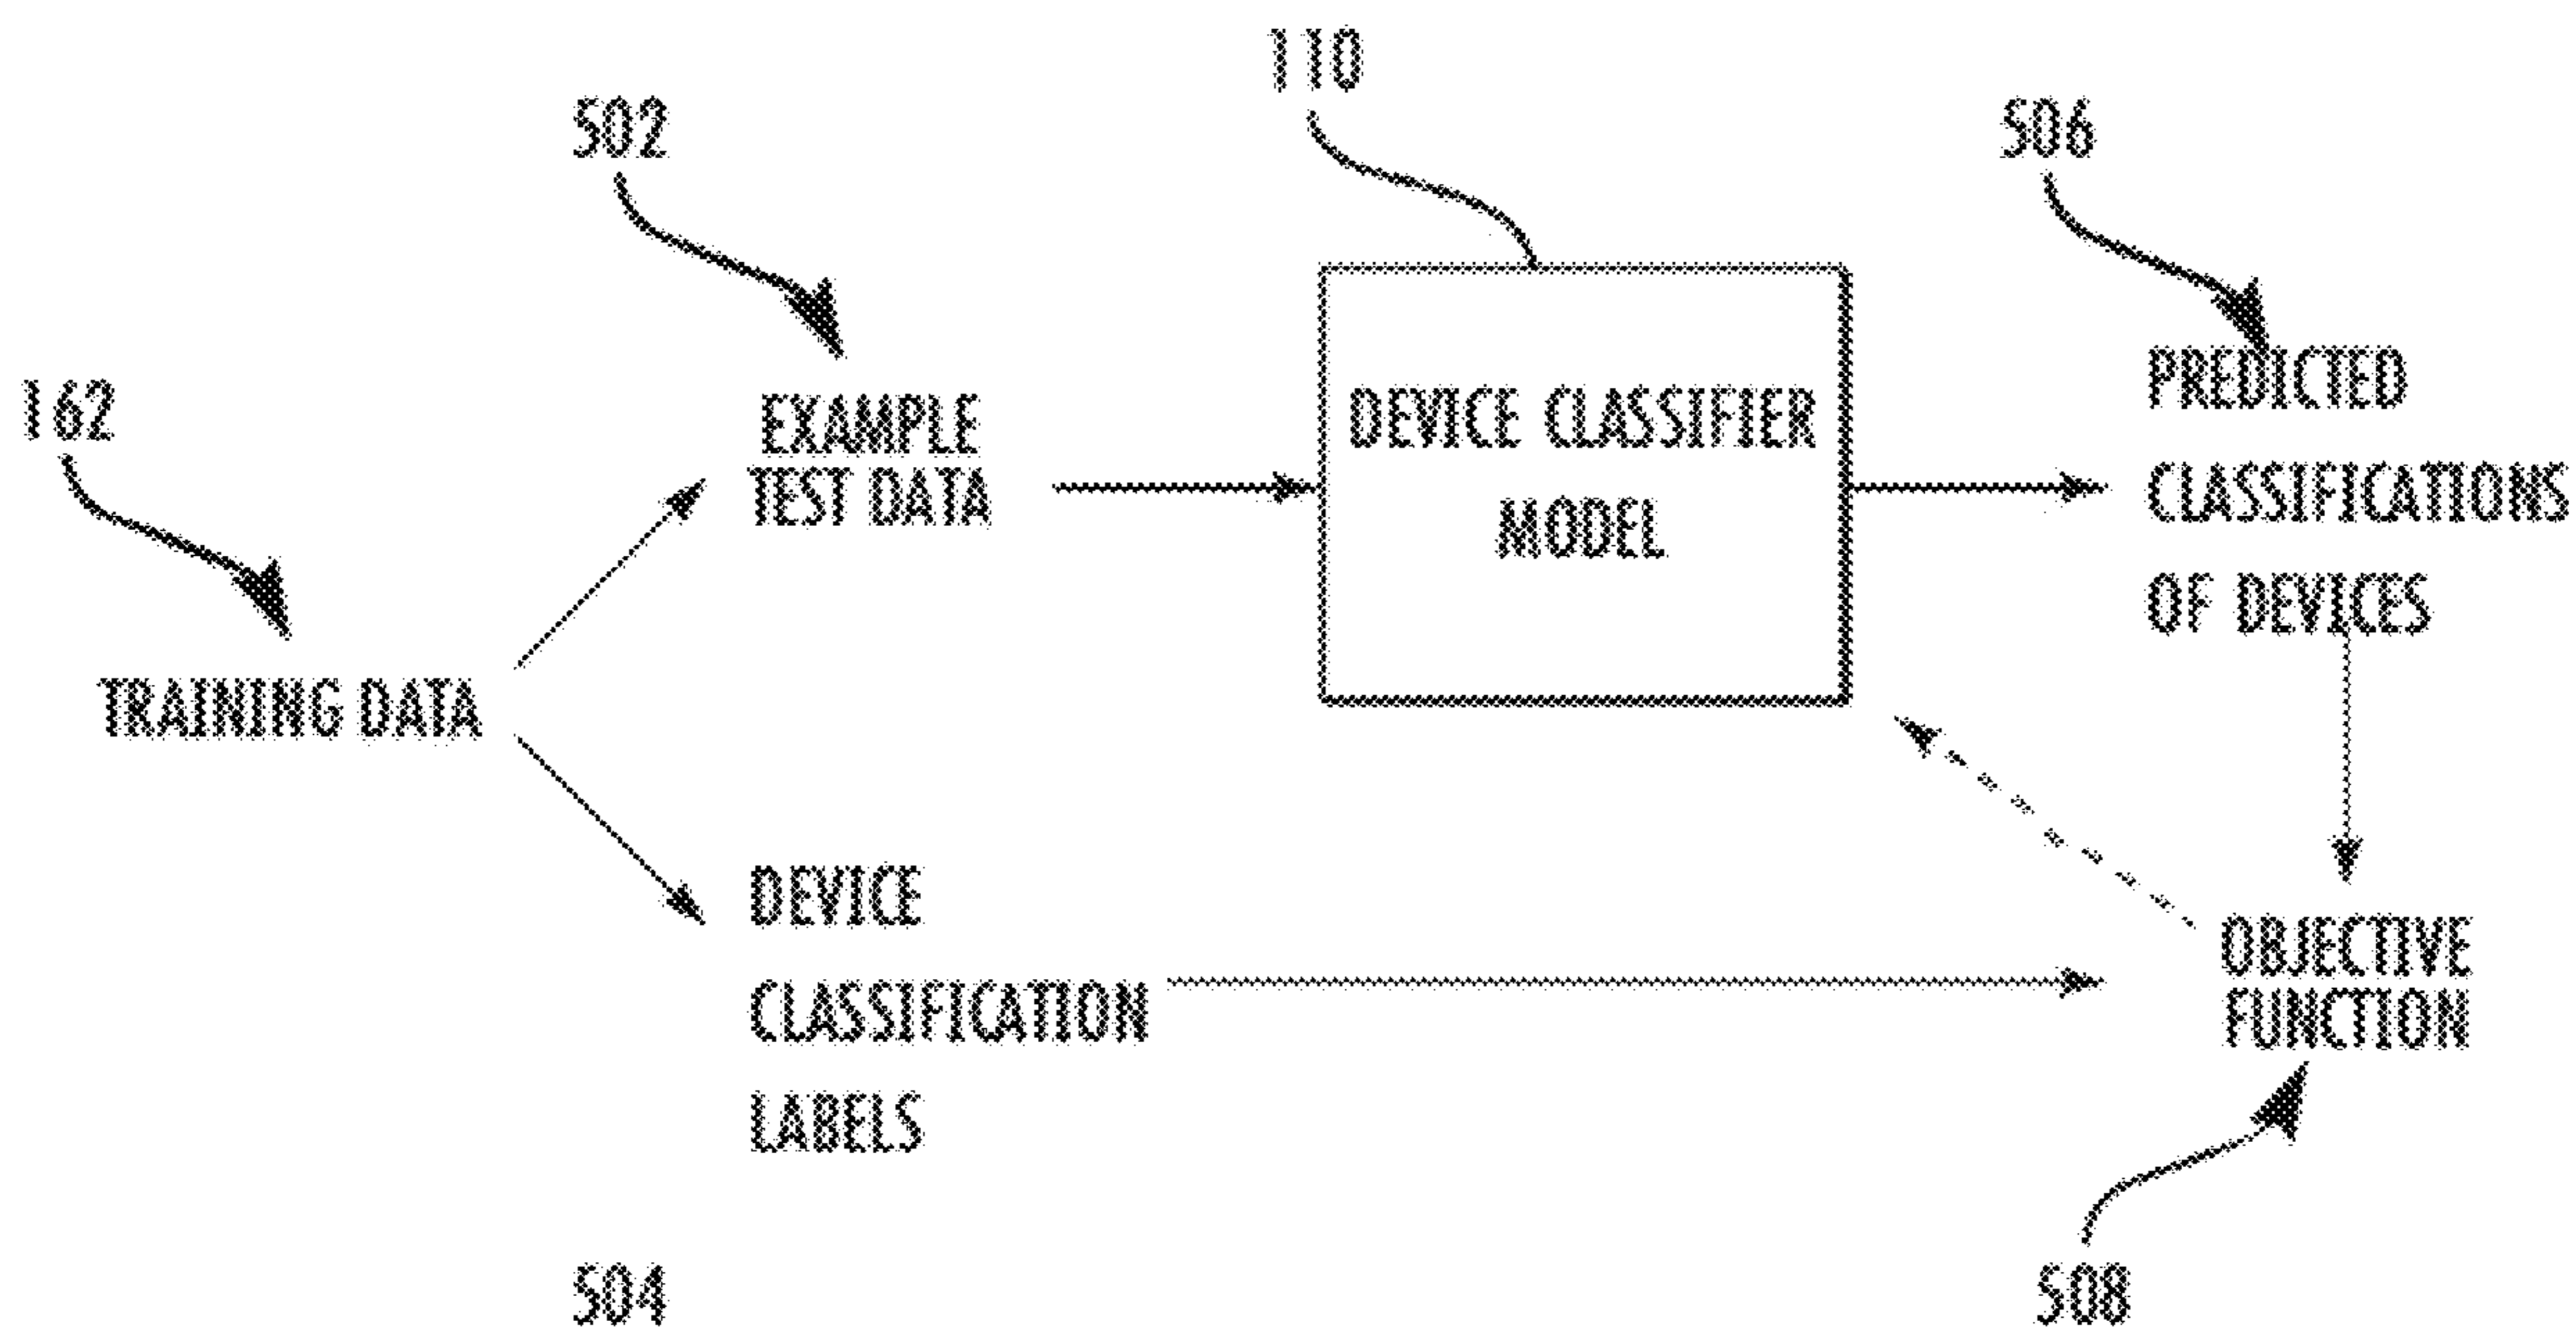 110
502
506
162
EXAMPLE
TEST DATA
DEVICE CLASSIFIER
MODEL
PREDICTED
CLASSIFICATIONS
OF DEVICES
TRAINING DATA
DEVICE
CLASSIFICATION
LABELS
OBJECTIVE
FUNCTION
504
508